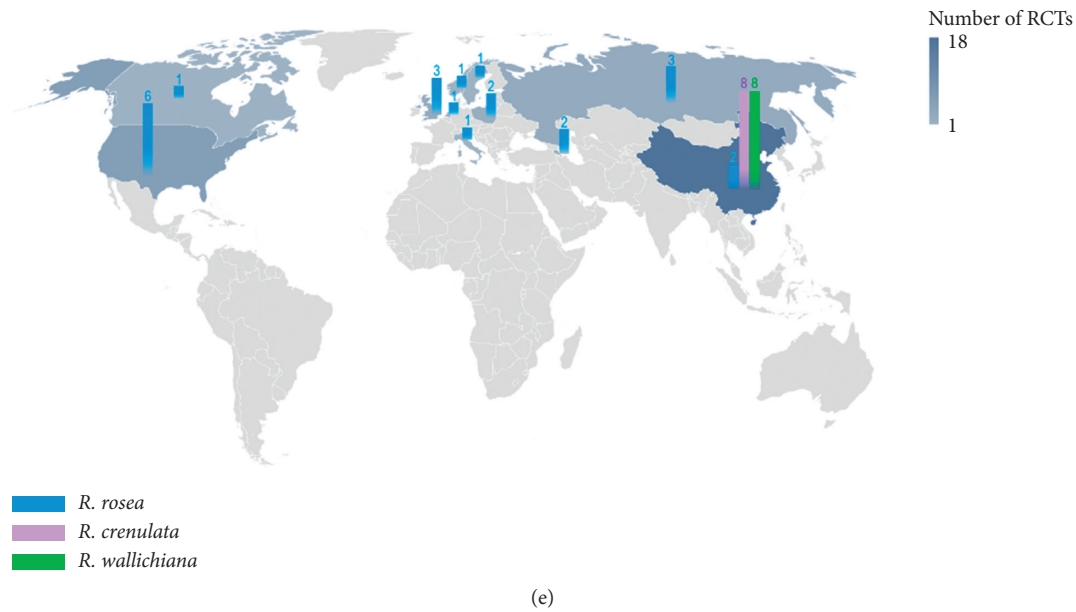 Number of RCTs
18
1
1
6
3
1
1
1
2
1
2
3
8 8
2
R. rosea
R. crenulata
R. wallichiana
(e)